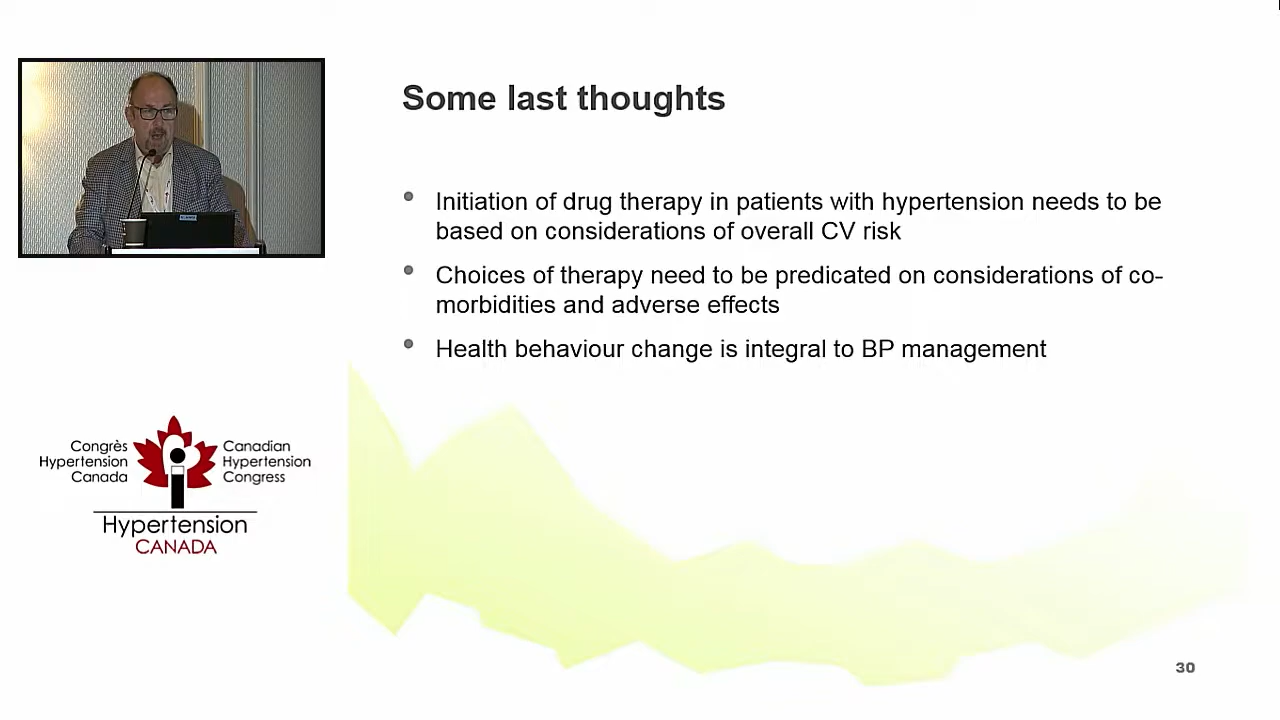 Some last thoughts
Initiation of drug therapy in patients with hypertension needs to be
based on considerations of overall CV risk
Choices of therapy need to be predicated on considerations of co-
morbidities and adverse effects
Health behaviour change is integral to BP management
Congrès
Hypertension
Canada
Canadian
Hypertension
Congress
Hypertension
CANADA
30